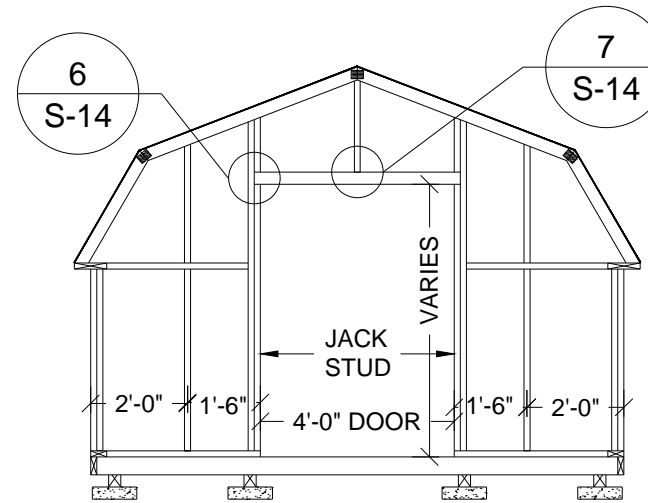 6
S-14
7
S-14
VARIES
JACK
STUD
2'-0" 1'-6" 4'-0" DOOR 1'-6" 2'-0"